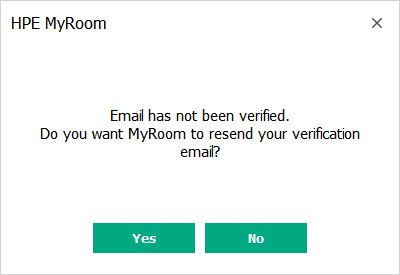 HPE MyRoom
Email has not been verified.
Do you want MyRoom to resend your verification
email?
Yes
No